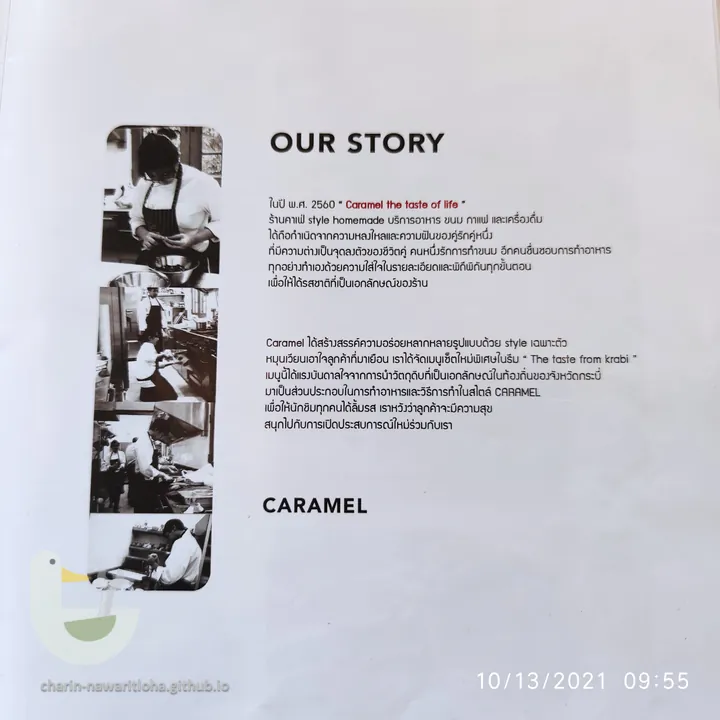 OUR STORY
ในปี พ.ศ. 2560 " Caramel the taste of life "
ร้านคาเฟ่ style homemade บริการอาหาร ขนม กาแฟ และเครื่องดื่ม
ได้ถือกำเนิดจากความหลงใหลและความฝันของคู่รักคู่หนึ่ง
ที่มีความต่างเป็นจุดลงตัวของชีวิตคู่ คนหนึ่งรักการทำขนม อีกคนชื่นชอบการทำอาหาร
ทุกอย่างทำเองด้วยความใส่ใจในรายละเอียดและพิถีพิถันทุกขั้นตอน
เพื่อให้ได้รสชาติที่เป็นเอกลักษณ์ของร้าน
Caramel ได้สร้างสรรค์ความอร่อยหลากหลายรูปแบบด้วย style เฉพาะตัว
หมุนเวียนเอาใจลูกค้าที่มาเยือน เราได้จัดเมนูเซ็ตใหม่พิเศษในธีม " The taste from krabi "
เมนูนี้ได้แรงบันดาลใจจากการนำวัตถุดิบที่เป็นเอกลักษณ์ในท้องถิ่นของจังหวัดกระบี่
มาเป็นส่วนประกอบในการทำอาหารและวิธีการทำในสไตล์ CARAMEL
เพื่อให้นักชิมทุกคนได้ลิ้มรส เราหวังว่าลูกค้าจะมีความสุข
สนุกไปกับการเปิดประสบการณ์ใหม่ร่วมกับเรา
CARAMEL
charin-nawaritloha.github.io
10/13/2021 09:55